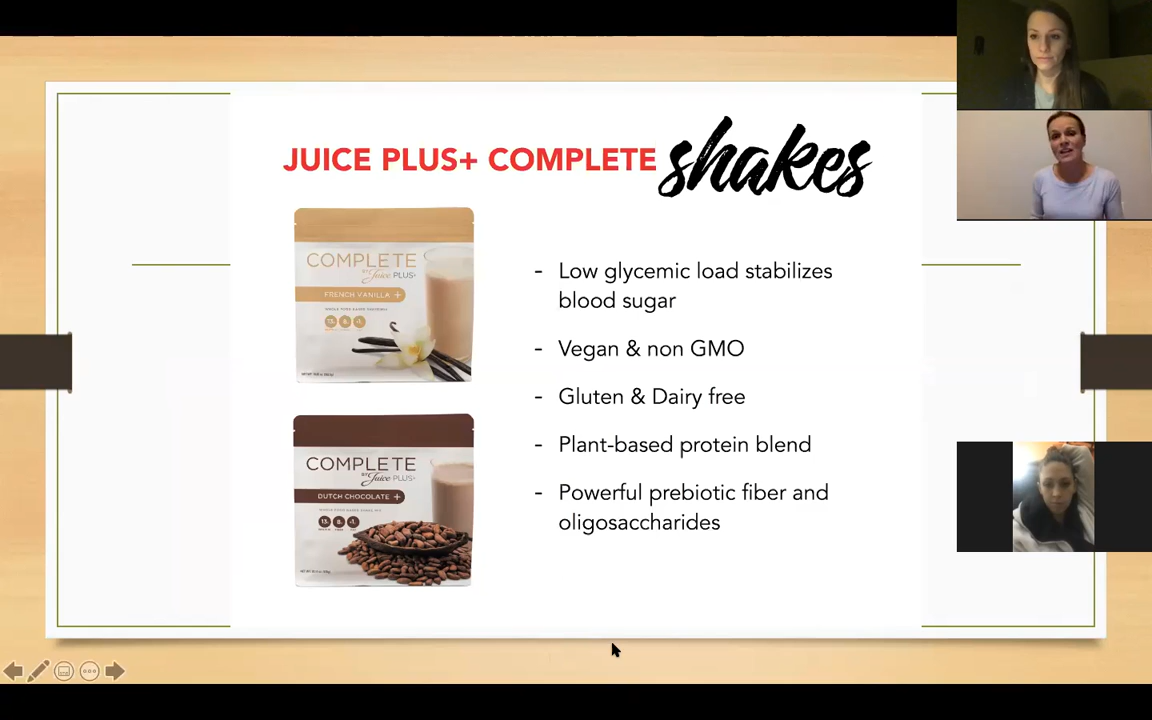 JUICE PLUS+ COMPLETE shakes
COMPLETE
BY Juice PLUS+
FRENCH VANILLA +
- Low glycemic load stabilizes
blood sugar
- Vegan & non GMO
- Gluten & Dairy free
- Plant-based protein blend
- Powerful prebiotic fiber and
oligosaccharides
COMPLETE
BY Juice PLUS+
DUTCH CHOCOLATE +